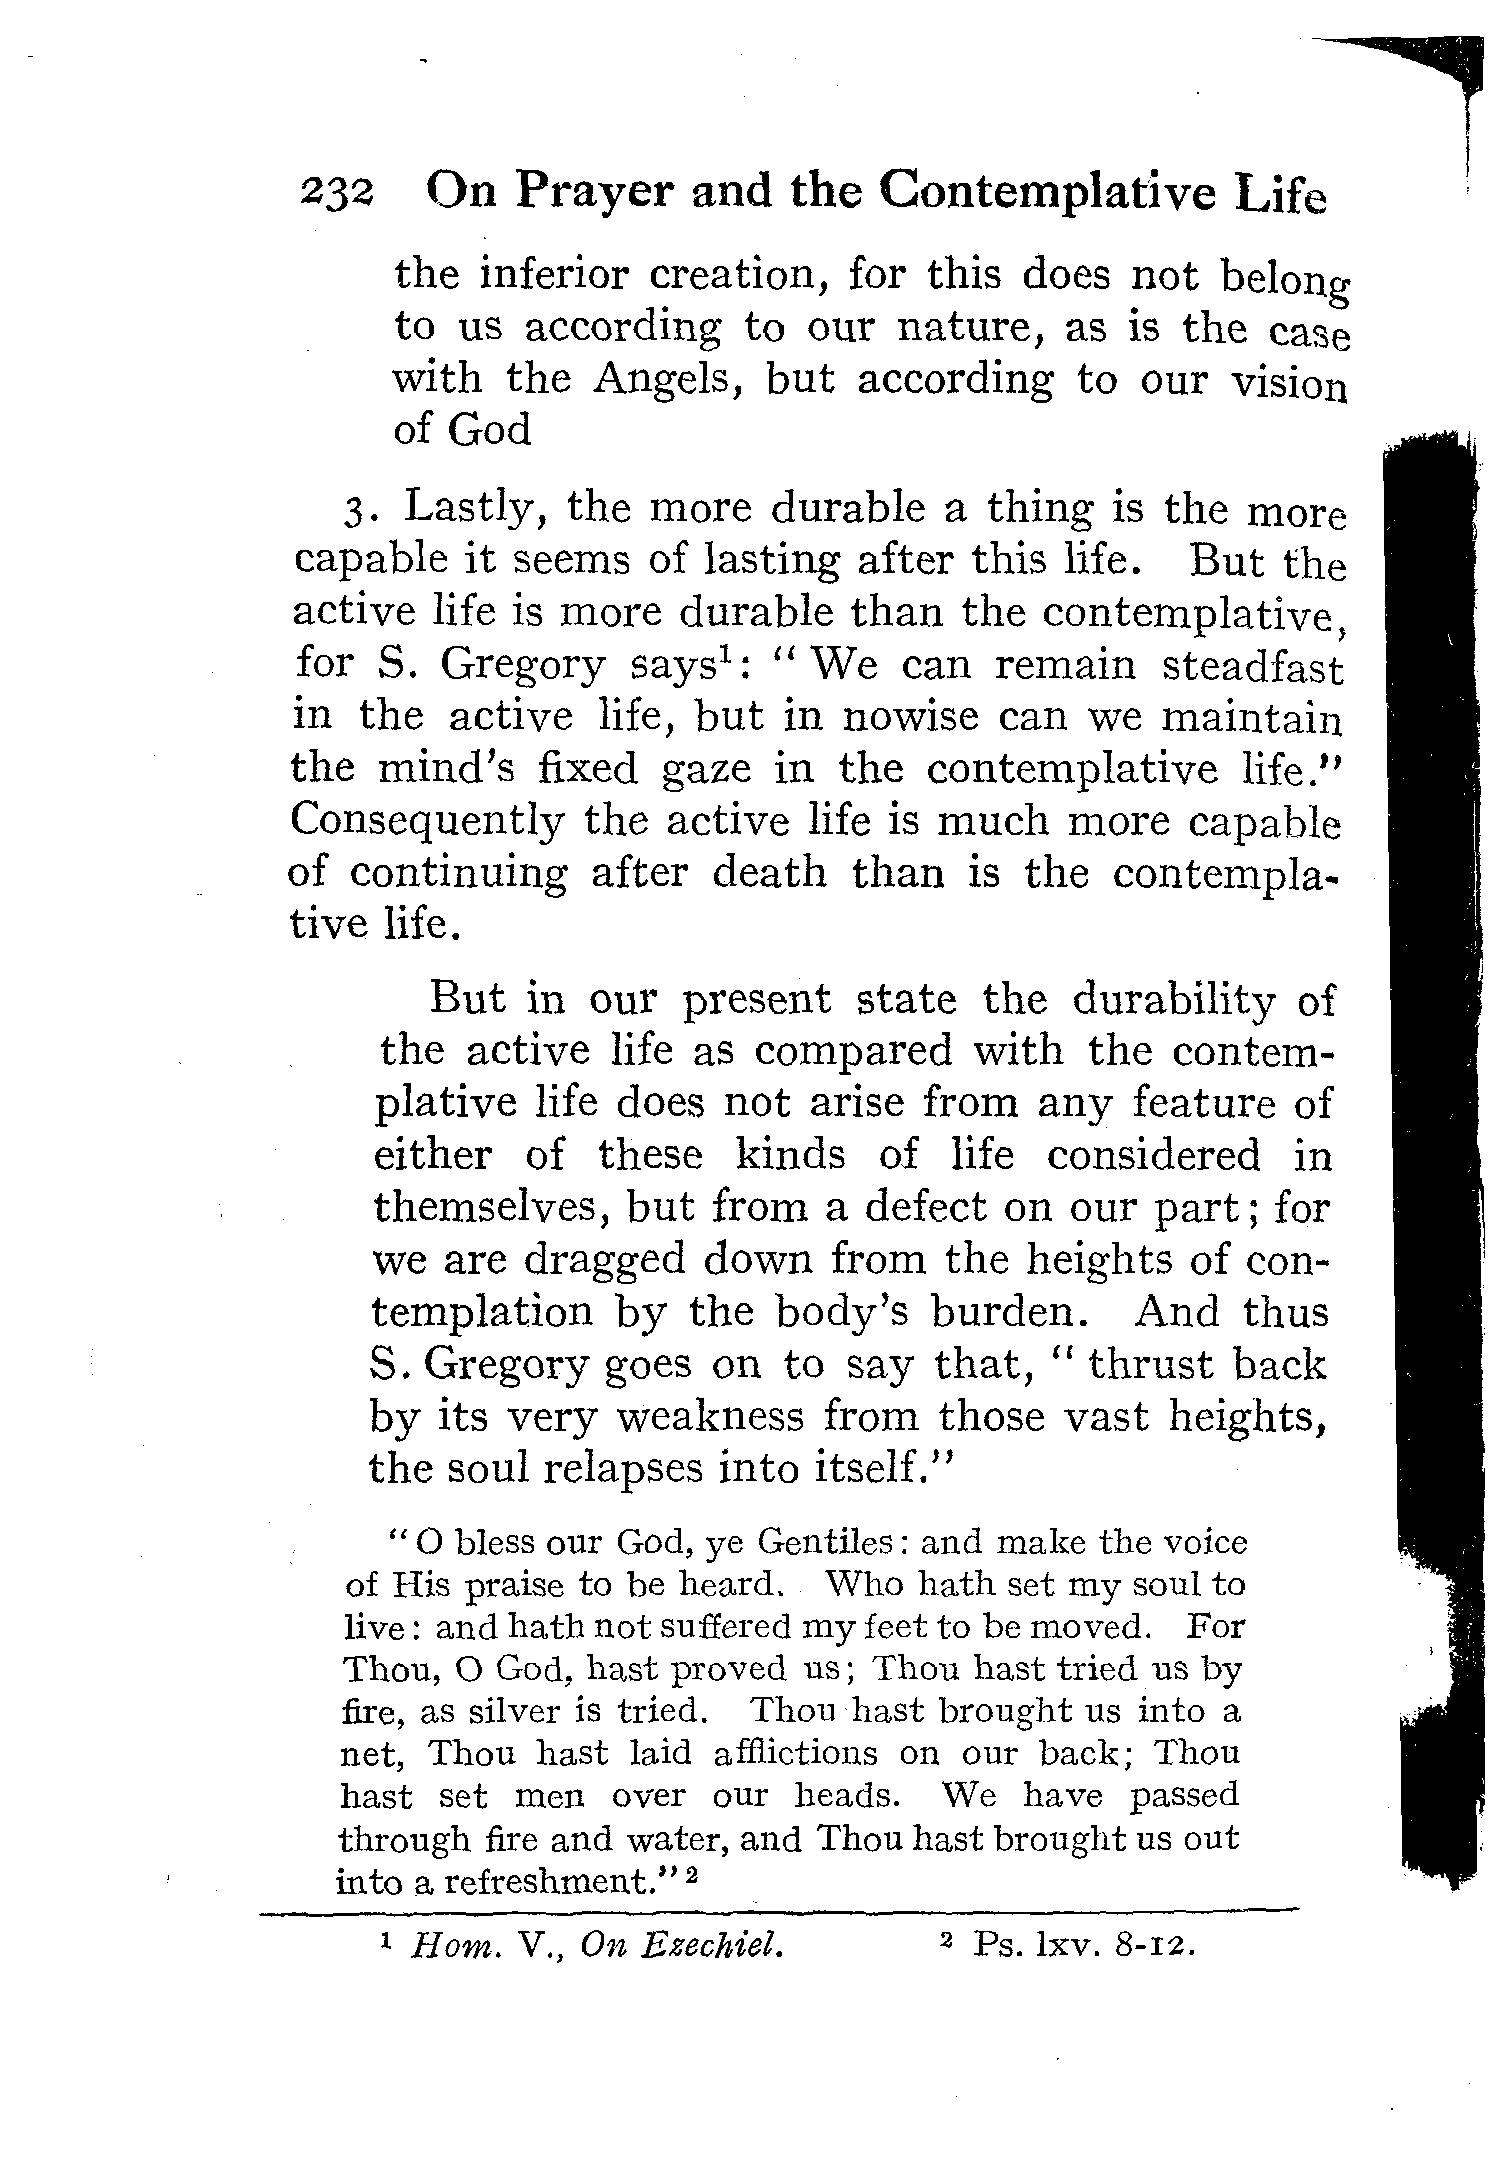 232 On Prayer and the Contemplative Life
the inferior creation, for this does not belong
to us according to our nature, as is the case
with the Angels, but according to our vision
of God
3. Lastly, the more durable a thing is the more
capable it seems of lasting after this life. But the
active life is more durable than the contemplative,
for S. Gregory says¹: “ We can remain steadfast
in the active life, but in nowise can we maintain
the mind's fixed gaze in the contemplative life.”
Consequently the active life is much more capable
of continuing after death than is the contempla-
tive life.
But in our present state the durability of
the active life as compared with the contem-
plative life does not arise from any feature of
either of these kinds of life considered in
themselves, but from a defect on our part; for
we are dragged down from the heights of con-
templation by the body's burden. And thus
S. Gregory goes on to say that, “ thrust back
by its very weakness from those vast heights,
the soul relapses into itself.”
“ O bless our God, ye Gentiles: and make the voice
of His praise to be heard. Who hath set my soul to
live: and hath not suffered my feet to be moved. For
Thou, O God, hast proved us; Thou hast tried us by
fire, as silver is tried. Thou hast brought us into a
net, Thou hast laid afflictions on our back; Thou
hast set men over our heads. We have passed
through fire and water, and Thou hast brought us out
into a refreshment.”²
¹ Hom. V., On Ezechiel. ² Ps. lxv. 8-12.